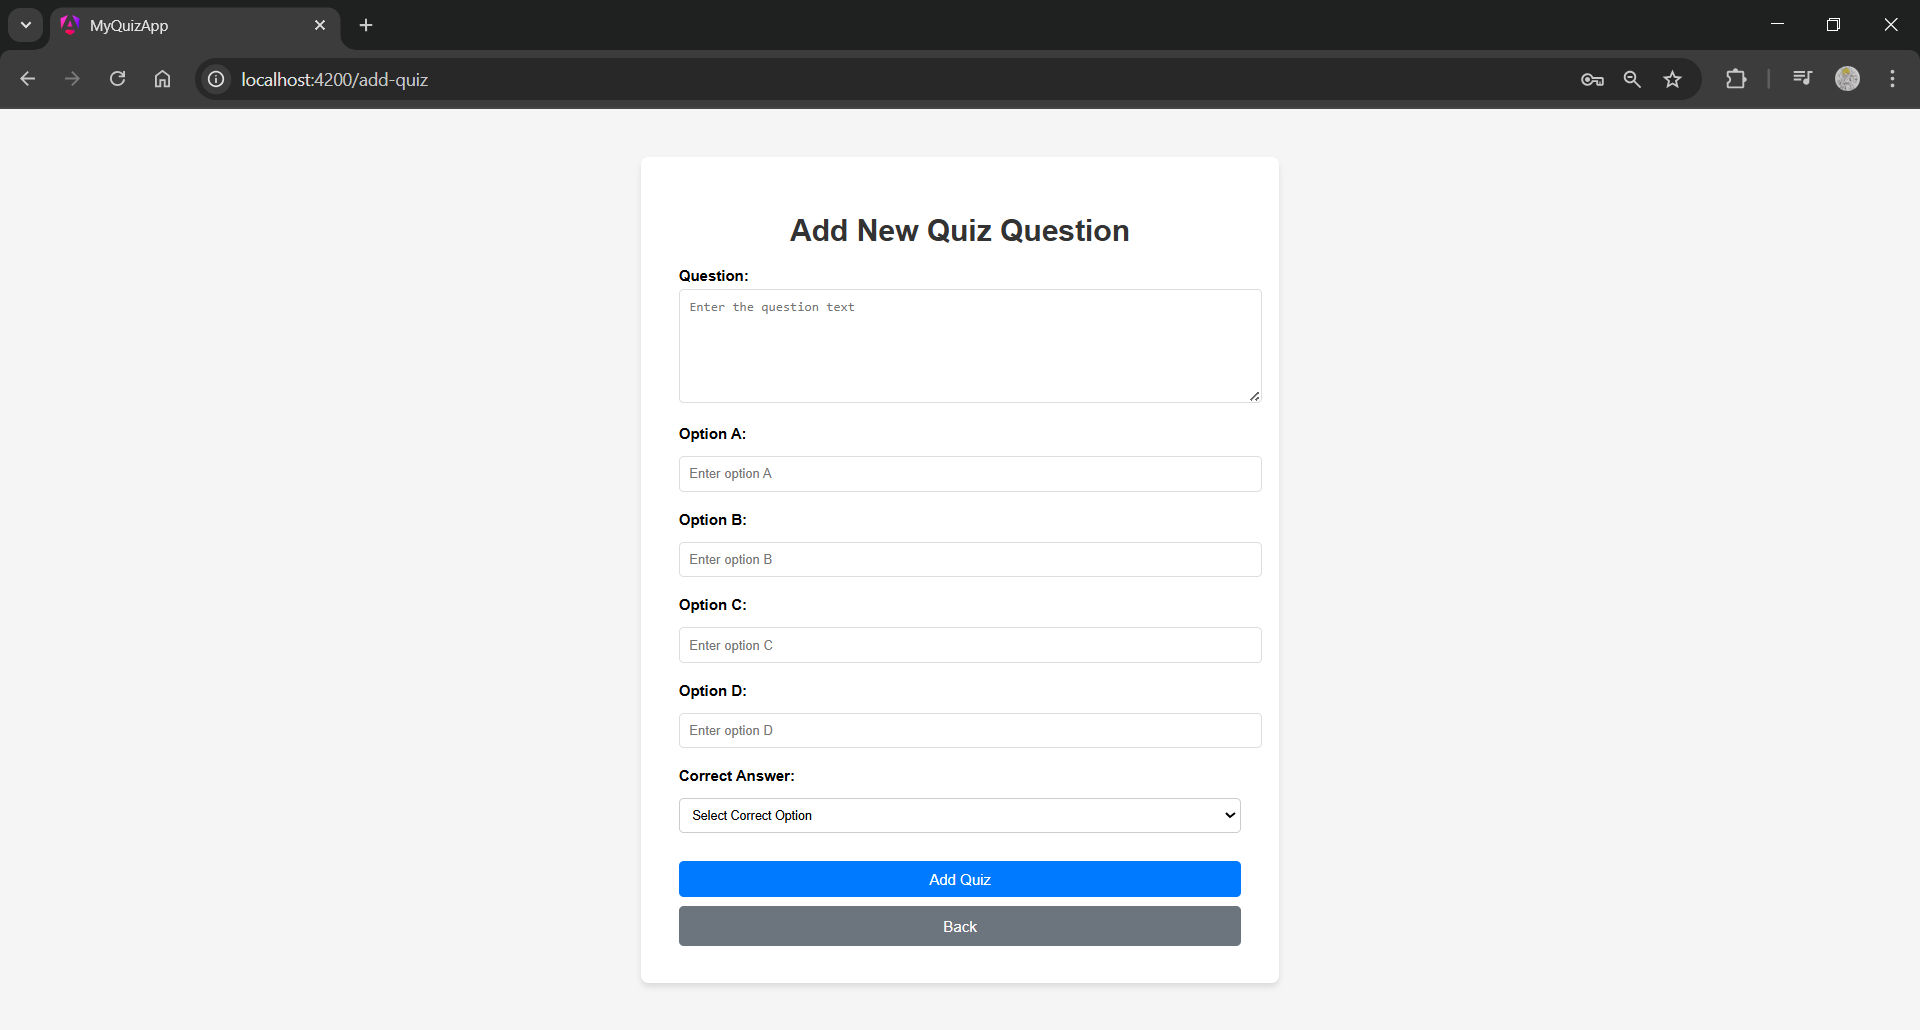 MyQuizApp
localhost:4200/add-quiz
Add New Quiz Question
Question:
Enter the question text
Option A:
Enter option A
Option B:
Enter option B
Option C:
Enter option C
Option D:
Enter option D
Correct Answer:
Select Correct Option
Add Quiz
Back